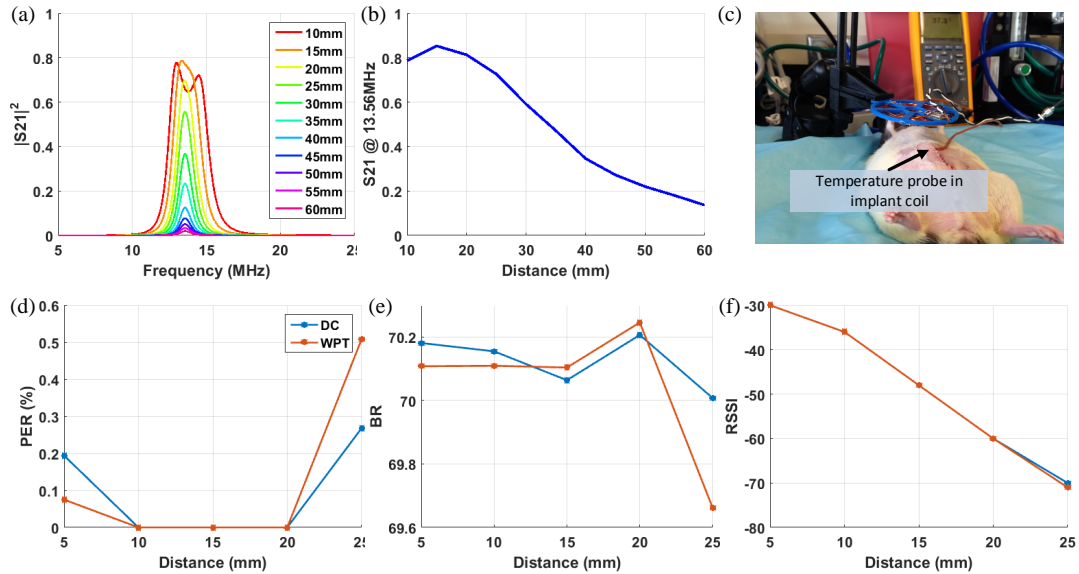 (a)
|S21|²
1
0.8
0.6
0.4
0.2
0
5
10
15
20
25
Frequency (MHz)
10mm
15mm
20mm
25mm
30mm
35mm
40mm
45mm
50mm
55mm
60mm
(b)
S21 @ 13.56MHz
1
0.8
0.6
0.4
0.2
0
10
20
30
40
50
60
Distance (mm)
(c)
Temperature probe in
implant coil
(d)
PER (%)
0.6
0.5
0.4
0.3
0.2
0.1
0
5
10
15
20
25
Distance (mm)
DC
WPT
(e)
BR
70.2
70
69.8
69.6
5
10
15
20
25
Distance (mm)
(f)
RSSI
-30
-40
-50
-60
-70
-80
5
10
15
20
25
Distance (mm)